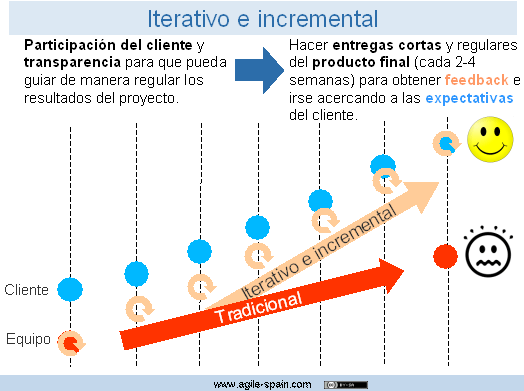 Iterativo e incremental
Participación del cliente y
transparencia para que pueda
guiar de manera regular los
resultados del proyecto.
Hacer entregas cortas y regulares
del producto final (cada 2-4
semanas) para obtener feedback e
irse acercando a las expectativas
del cliente.
Iterativo e incremental
Cliente
Tradicional
Equipo
www.agile-spain.com